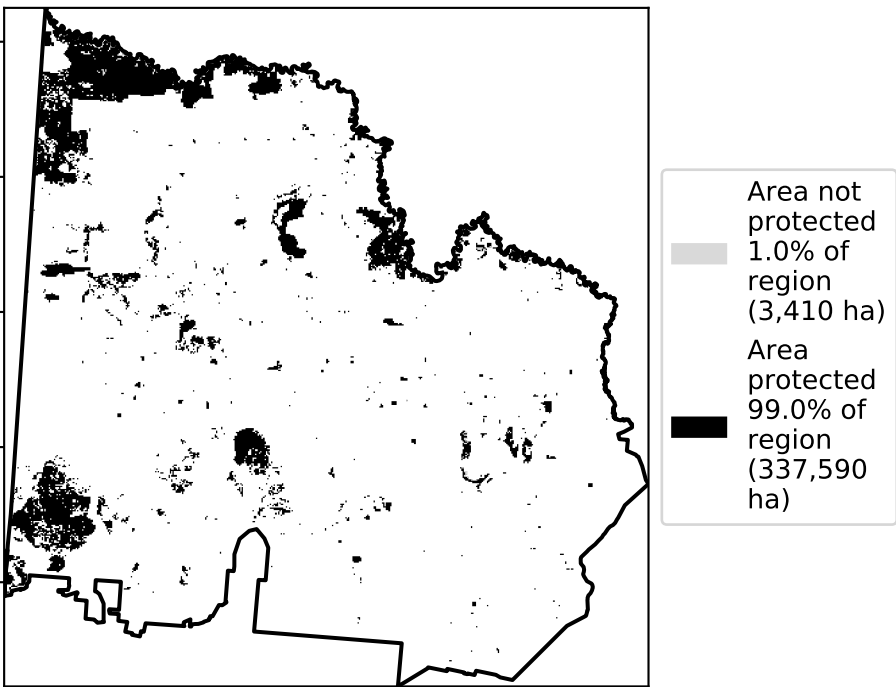 Area not
protected
1.0% of
region
(3,410 ha)
Area
protected
99.0% of
region
(337,590
ha)